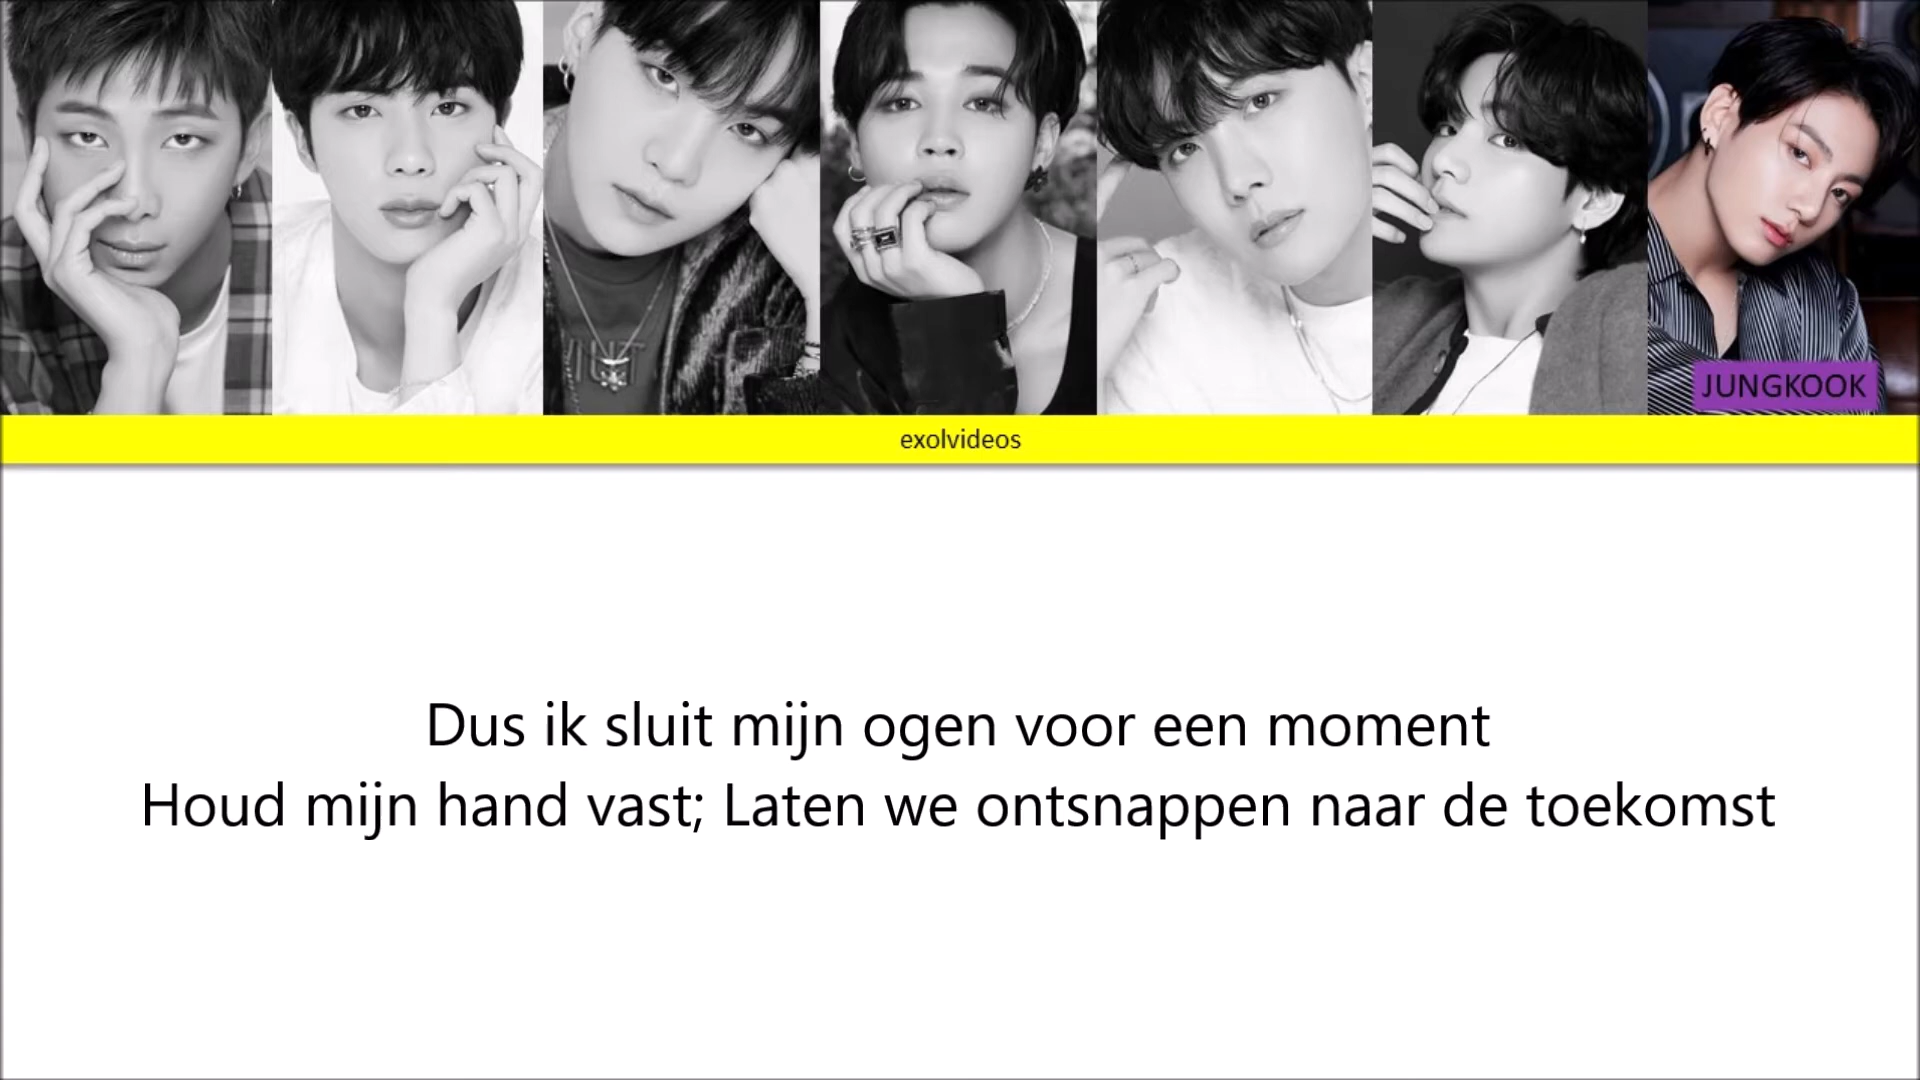 JUNGKOOK
exolvideos
Dus ik sluit mijn ogen voor een moment
Houd mijn hand vast; Laten we ontsnappen naar de toekomst